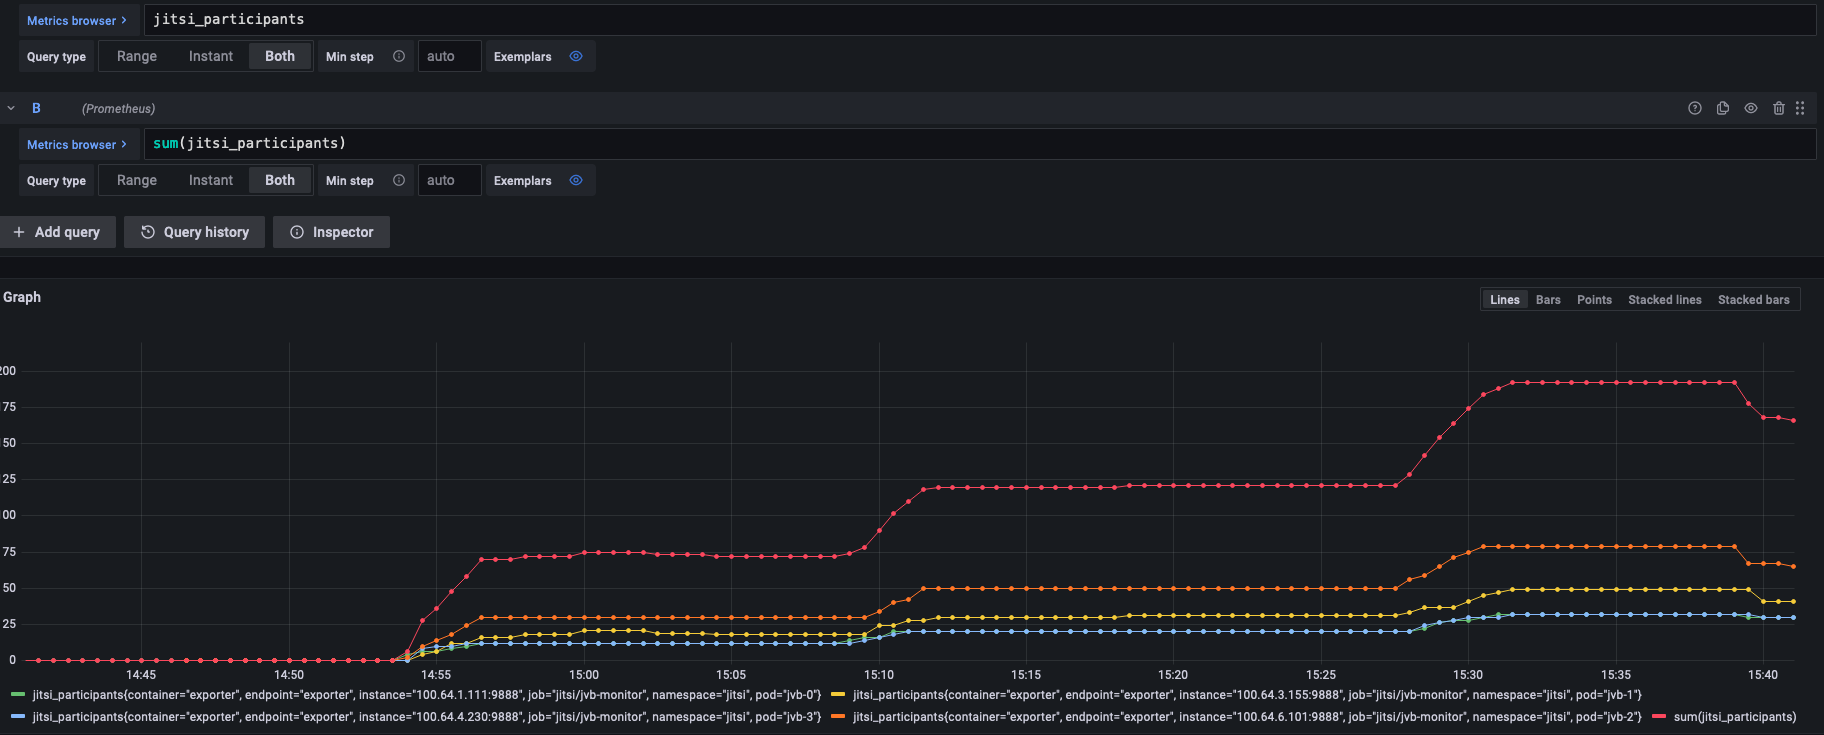 Metrics browser > jitsi_participants
Query type Range Instant Both Min step auto Exemplars
B (Prometheus)
Metrics browser > sum(jitsi_participants)
Query type Range Instant Both Min step auto Exemplars
+ Add query Query history Inspector
Graph Lines Bars Points Stacked lines Stacked bars
00
75
50
25
00
75
50
25
0
14:45 14:50 14:55 15:00 15:05 15:10 15:15 15:20 15:25 15:30 15:35 15:40
jitsi_participants{container="exporter", endpoint="exporter", instance="100.64.1.111:9888", job="jitsi/jvb-monitor", namespace="jitsi", pod="jvb-0"} jitsi_participants{container="exporter", endpoint="exporter", instance="100.64.3.155:9888", job="jitsi/jvb-monitor", namespace="jitsi", pod="jvb-1"}
jitsi_participants{container="exporter", endpoint="exporter", instance="100.64.4.230:9888", job="jitsi/jvb-monitor", namespace="jitsi", pod="jvb-3"} jitsi_participants{container="exporter", endpoint="exporter", instance="100.64.6.101:9888", job="jitsi/jvb-monitor", namespace="jitsi", pod="jvb-2"} sum(jitsi_participants)